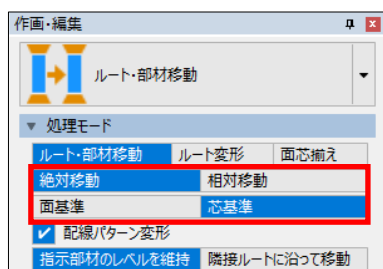 作画・編集
ルート・部材移動
処理モード
ルート・部材移動 ルート変形 面芯揃え
絶対移動 相対移動
面基準 芯基準
配線パターン変形
指示部材のレベルを維持 隣接ルートに沿って移動